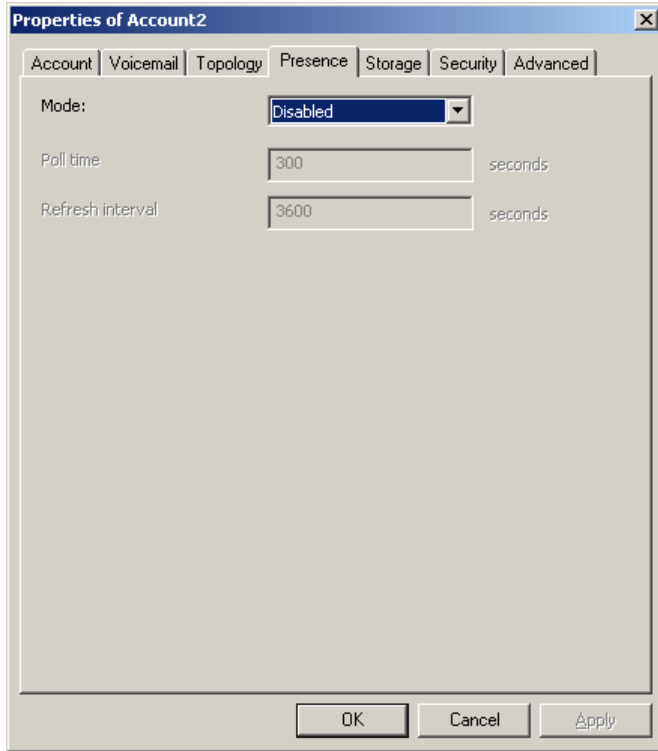 Properties of Account2
Account Voicemail Topology Presence Storage Security Advanced
Mode: Disabled
Poll time 300 seconds
Refresh interval 3600 seconds
OK Cancel Apply